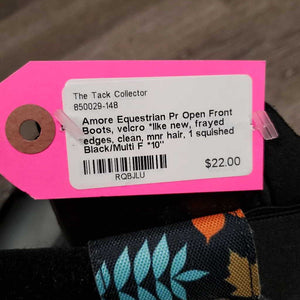 The Tack Collector
850029-148
Amore Equestrian Pr Open Front
Boots, velcro *like new, frayed
edges, clean, mnr hair, 1 squished
Black/Multi F *10"
$22.00
RQBJLU